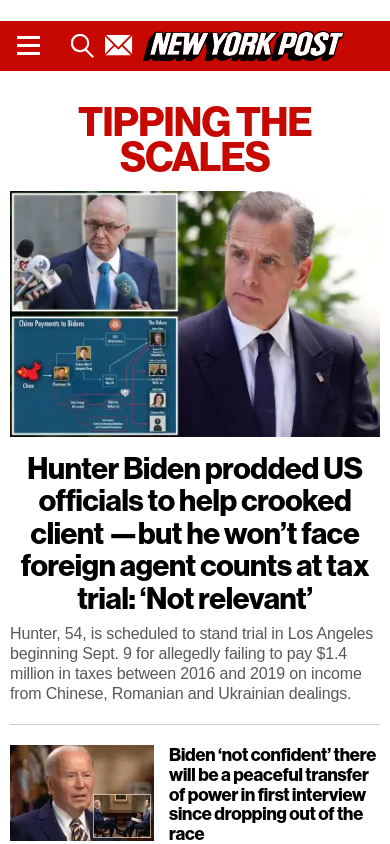 NEW YORK POST
TIPPING THE
SCALES
China Payments to Bidens
The Bidens
China
Hunter Biden prodded US
officials to help crooked
client —but he won’t face
foreign agent counts at tax
trial: ‘Not relevant’
Hunter, 54, is scheduled to stand trial in Los Angeles
beginning Sept. 9 for allegedly failing to pay $1.4
million in taxes between 2016 and 2019 on income
from Chinese, Romanian and Ukrainian dealings.
Biden ‘not confident’ there
will be a peaceful transfer
of power in first interview
since dropping out of the
race